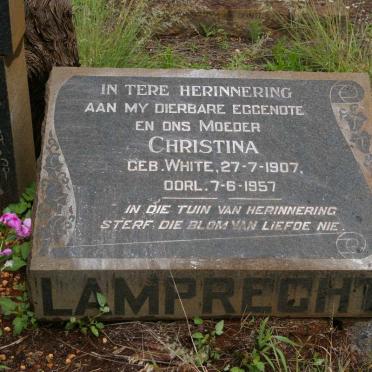 IN TERE HERINNERING
AAN MY DIERBARE EGGENOTE
EN ONS MOEDER
CHRISTINA
GEB. WHITE, 27-7-1907,
OORL. 7-6-1957
IN DIE TUIN VAN HERINNERING
STERF DIE BLOM VAN LIEFDE NIE.
LAMPRECHT